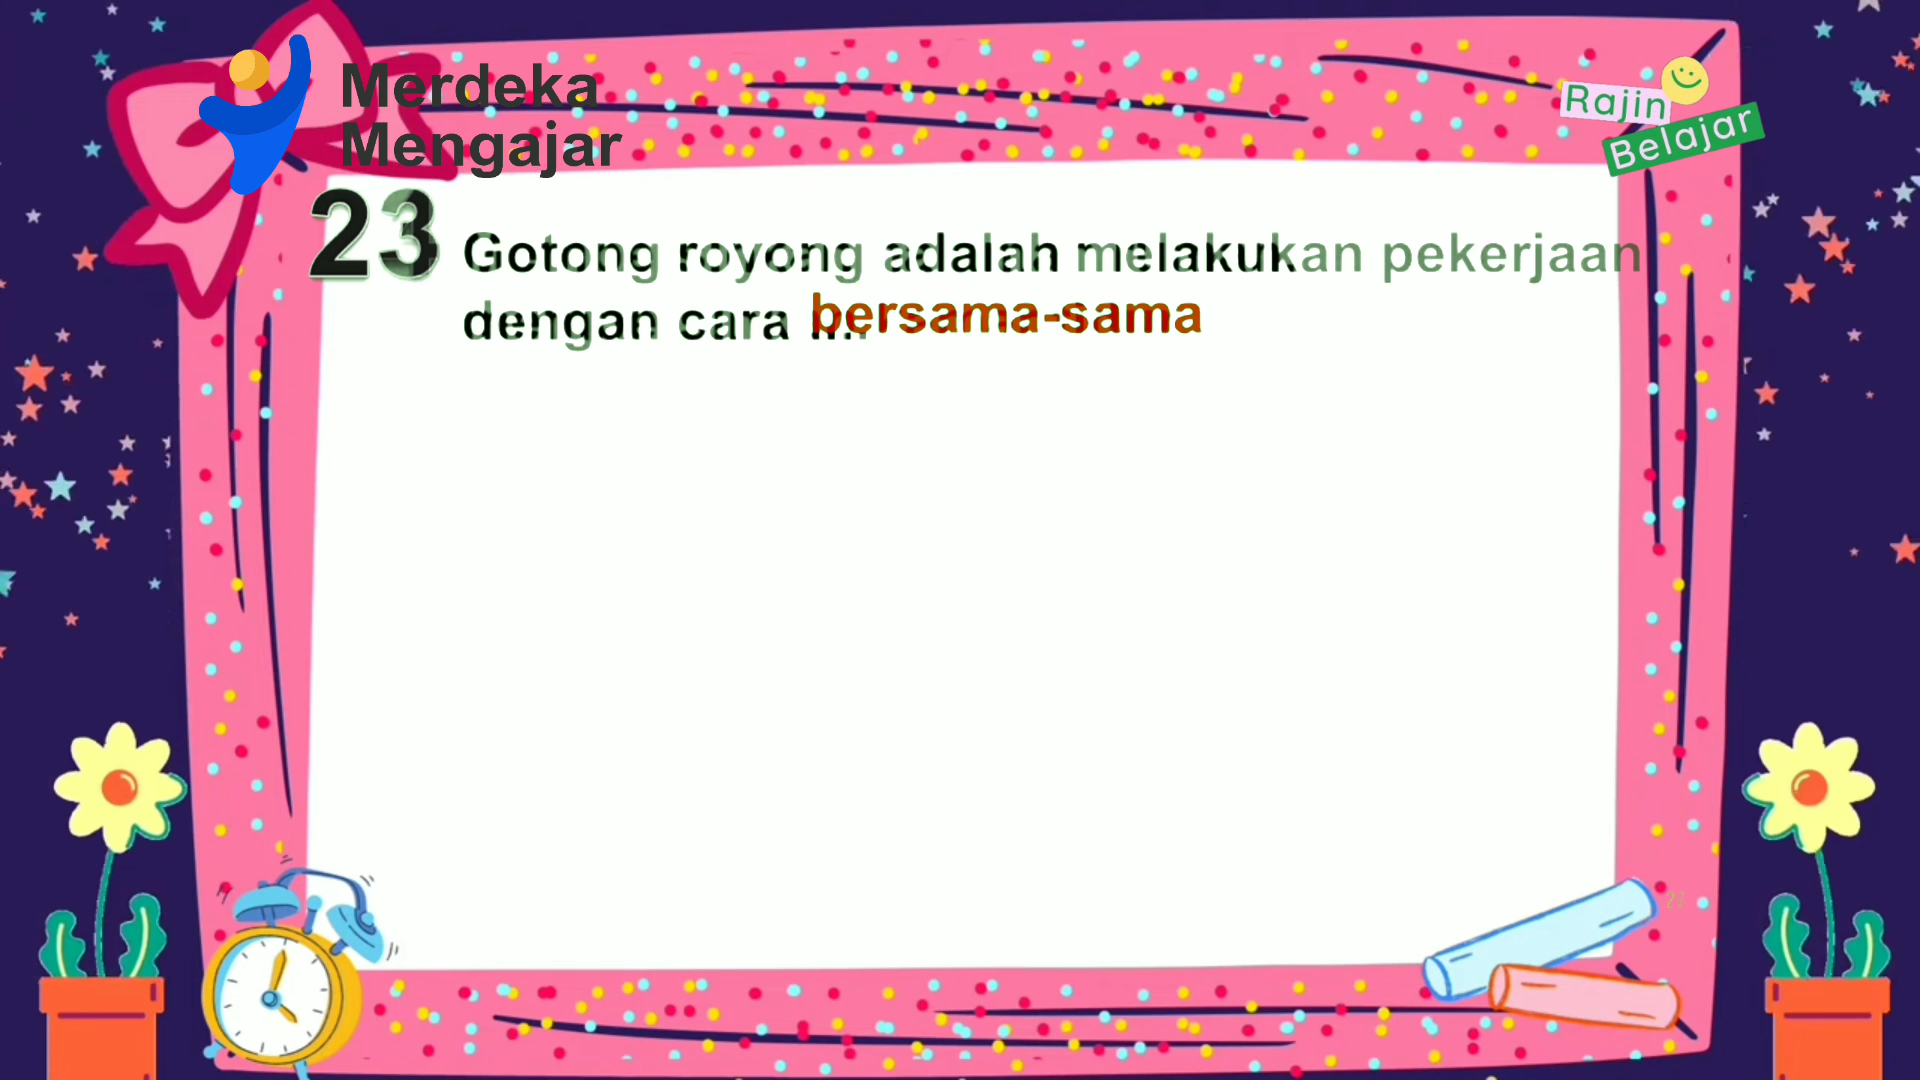 Merdeka
Mengajar
Rajin
Belajar
23
Gotong royong adalah melakukan pekerjaan
dengan cara ... bersama-sama